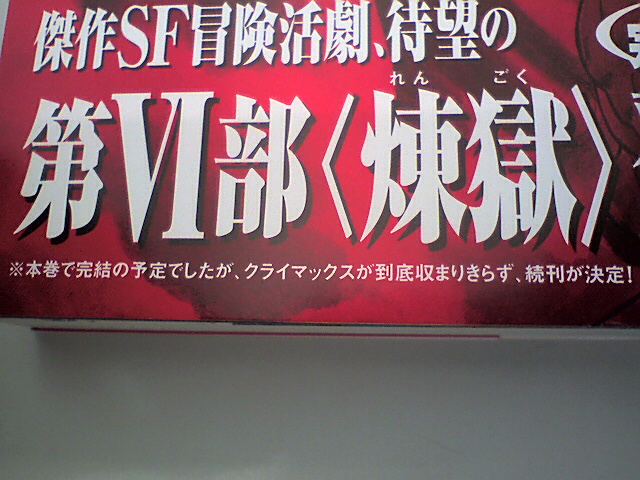 傑作SF冒険活劇、待望の
れんごく
第Ⅵ部〈煉獄〉
※本巻で完結の予定でしたが、クライマックスが到底収まりきらず、続刊が決定!